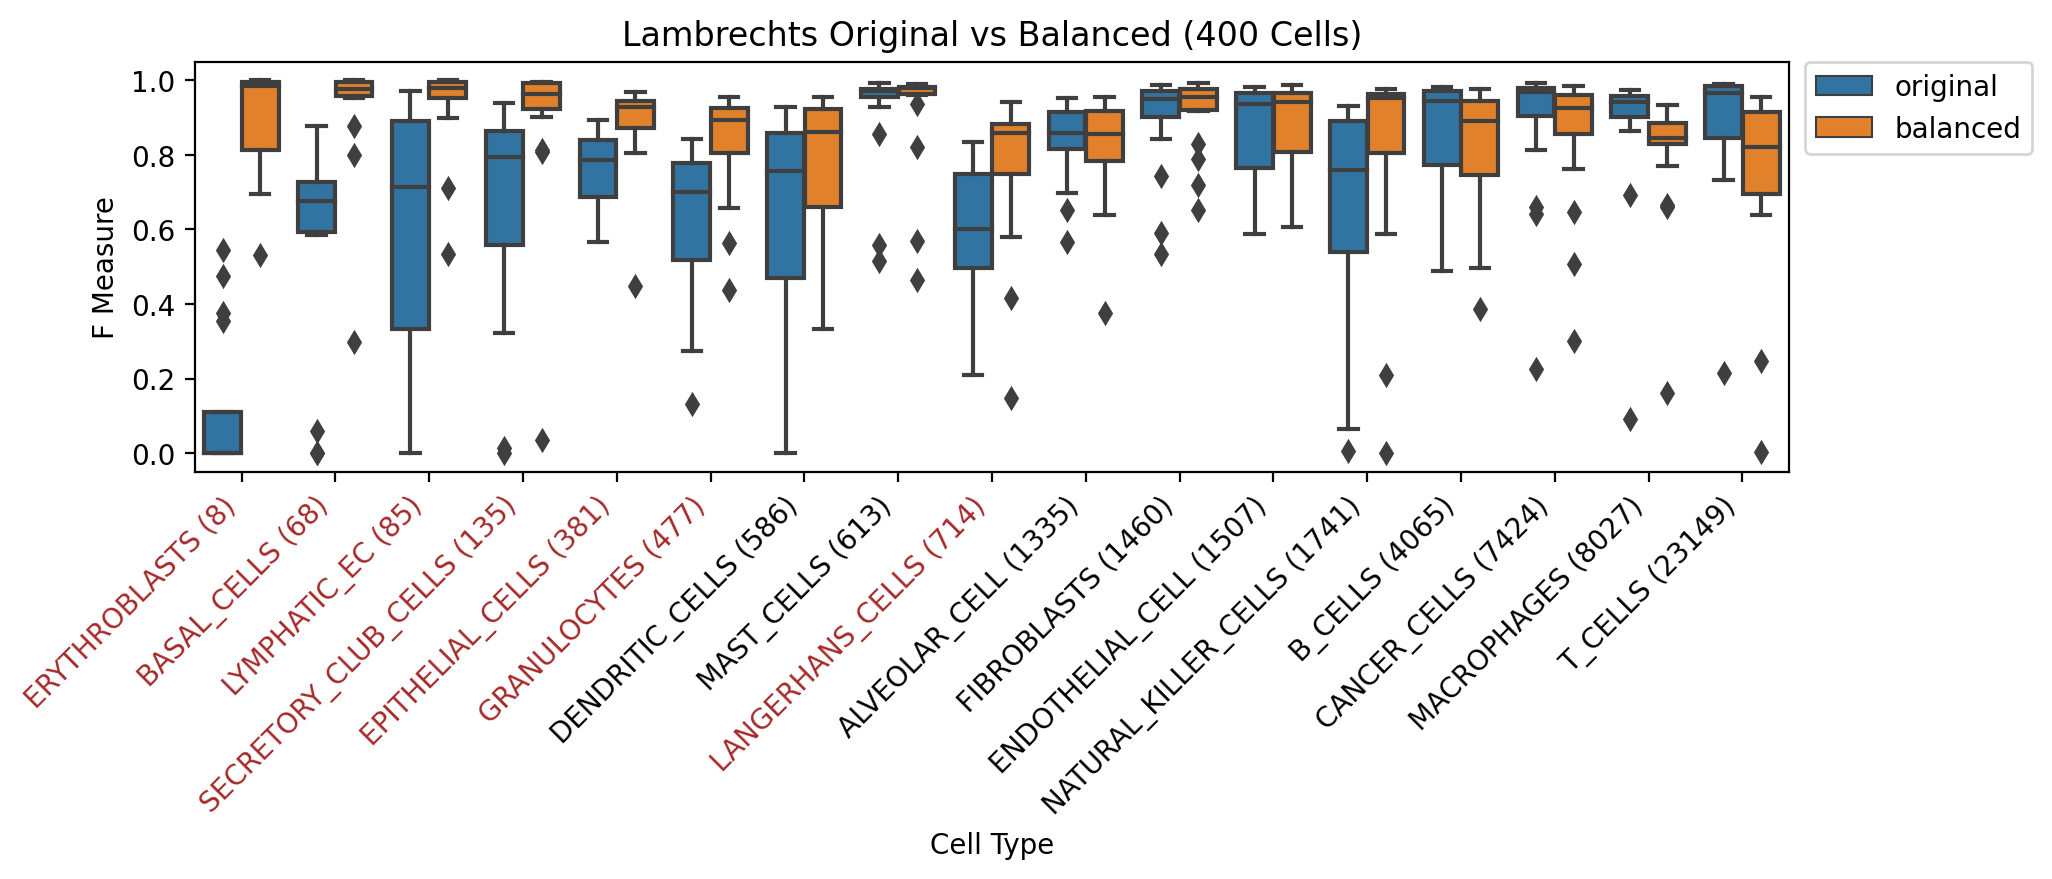 Lambrechts Original vs Balanced (400 Cells)
original
balanced
F Measure
1.0
0.8
0.6
0.4
0.2
0.0
ERYTHROBLASTS (8)
BASAL_CELLS (68)
LYMPHATIC_EC (85)
SECRETORY_CLUB_CELLS (135)
EPITHELIAL_CELLS (381)
GRANULOCYTES (477)
DENDRITIC_CELLS (586)
MAST_CELLS (613)
LANGERHANS_CELLS (714)
ALVEOLAR_CELL (1335)
FIBROBLASTS (1460)
ENDOTHELIAL_CELL (1507)
NATURAL_KILLER_CELLS (1741)
B_CELLS (4065)
CANCER_CELLS (7424)
MACROPHAGES (8027)
T_CELLS (23149)
Cell Type